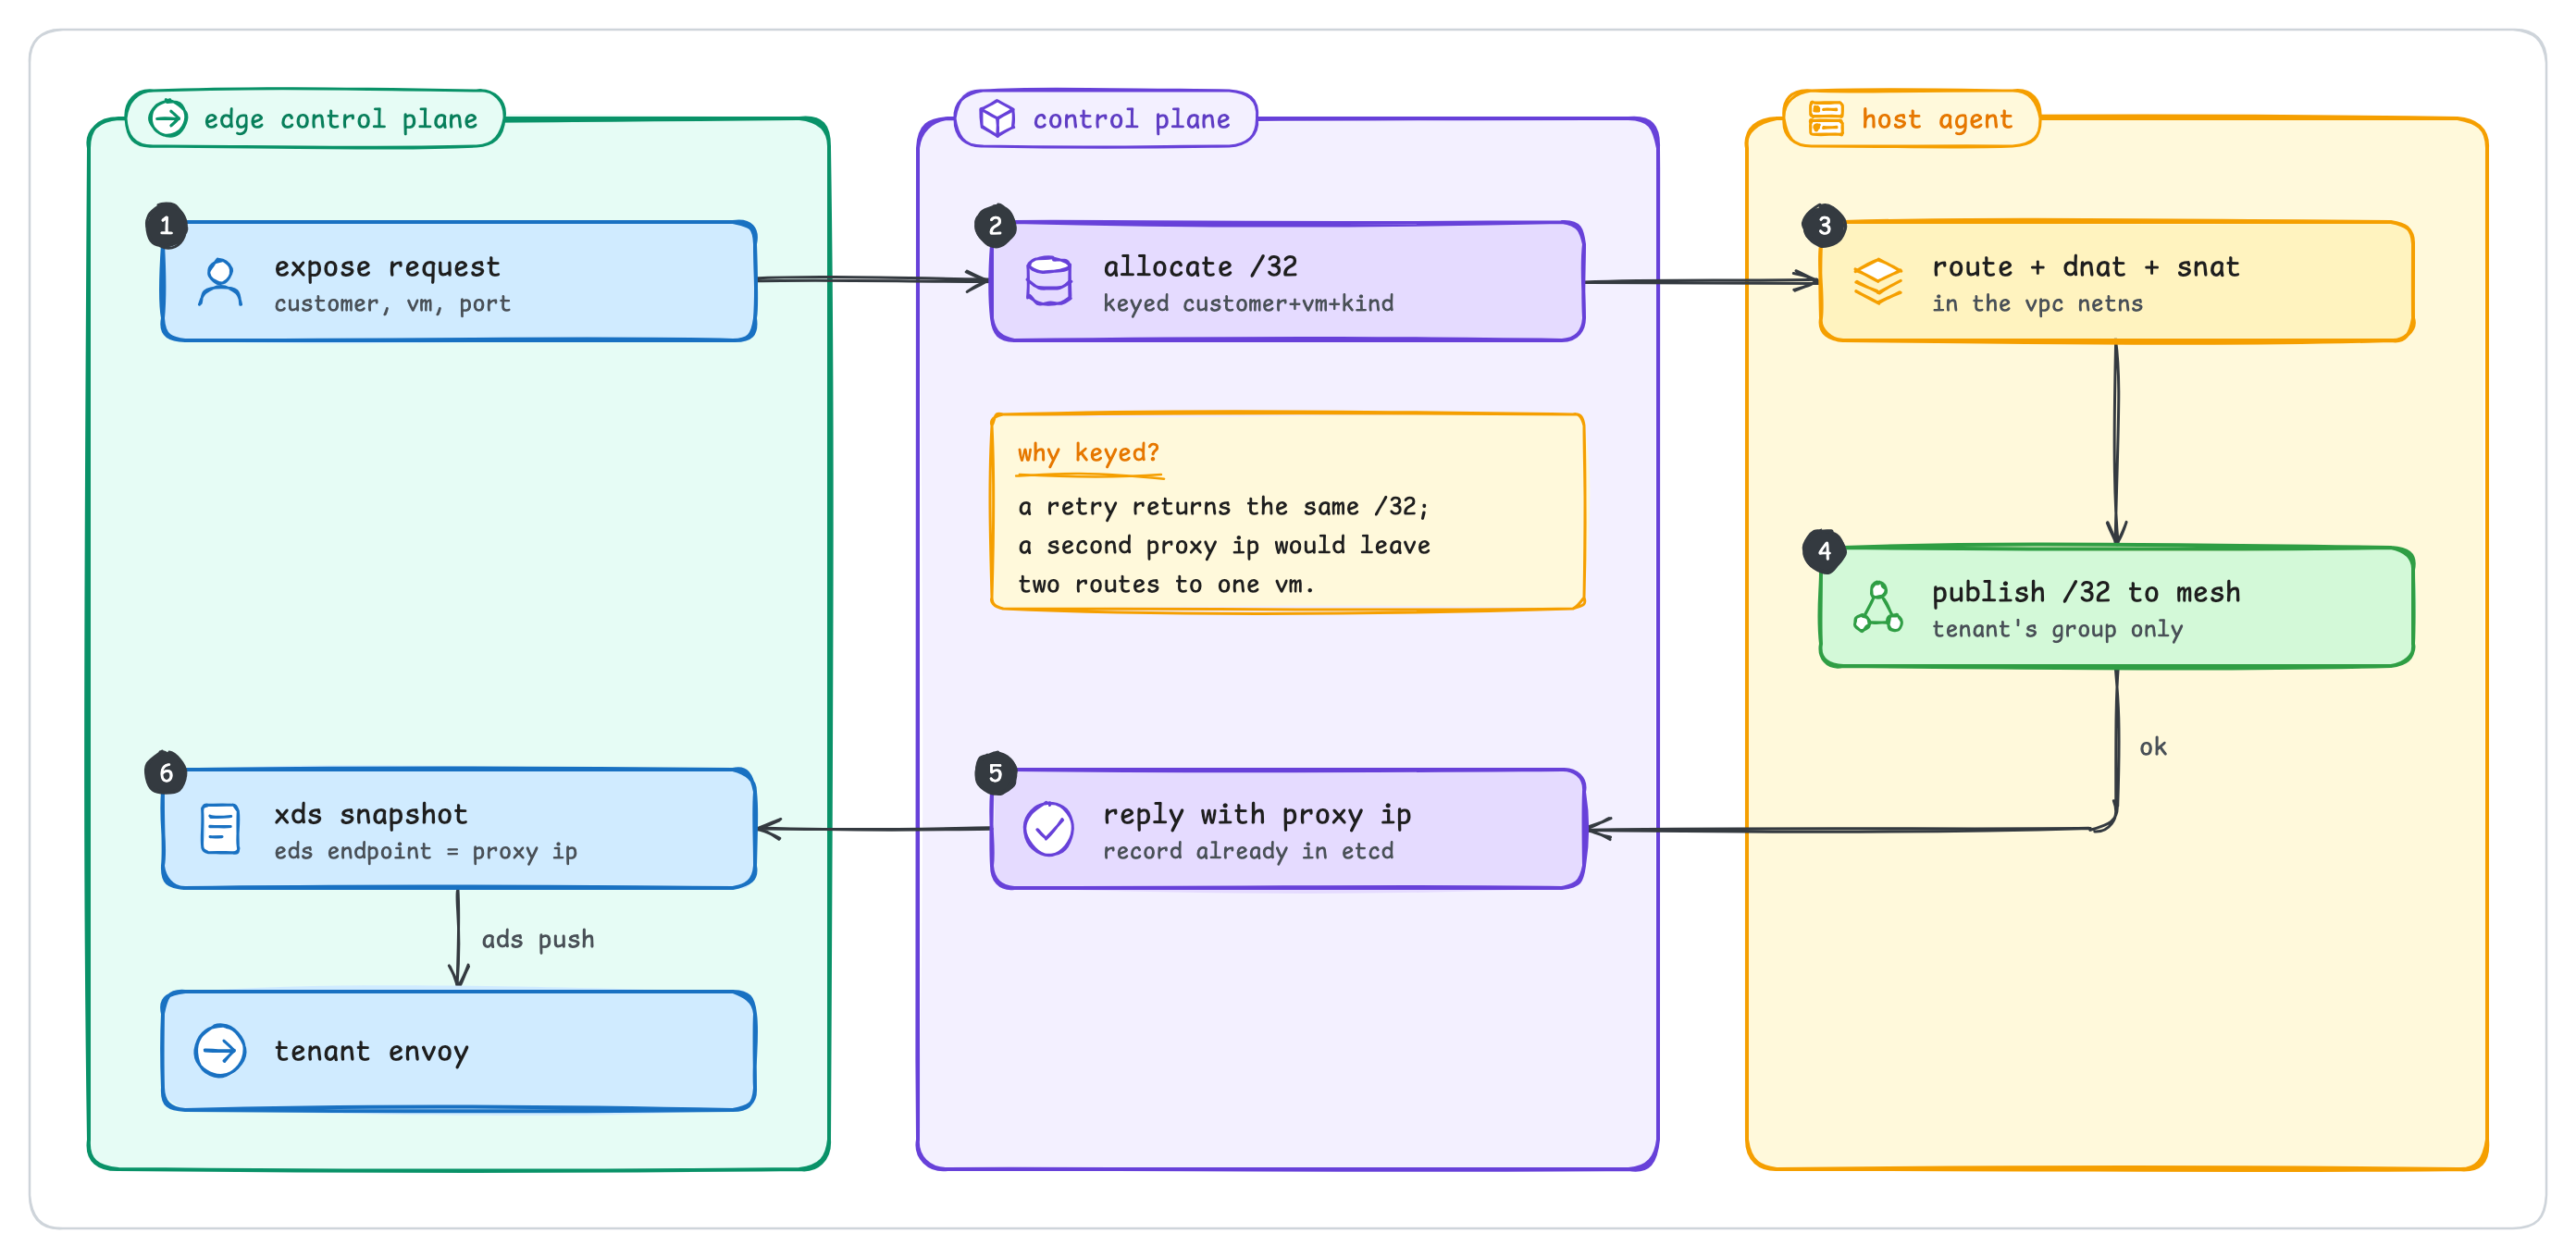 edge control plane
1
expose request
customer, vm, port
6
xds snapshot
eds endpoint = proxy ip
ads push
tenant envoy
control plane
2
allocate /32
keyed customer+vm+kind
why keyed?
a retry returns the same /32;
a second proxy ip would leave
two routes to one vm.
5
reply with proxy ip
record already in etcd
host agent
3
route + dnat + snat
in the vpc netns
4
publish /32 to mesh
tenant's group only
ok